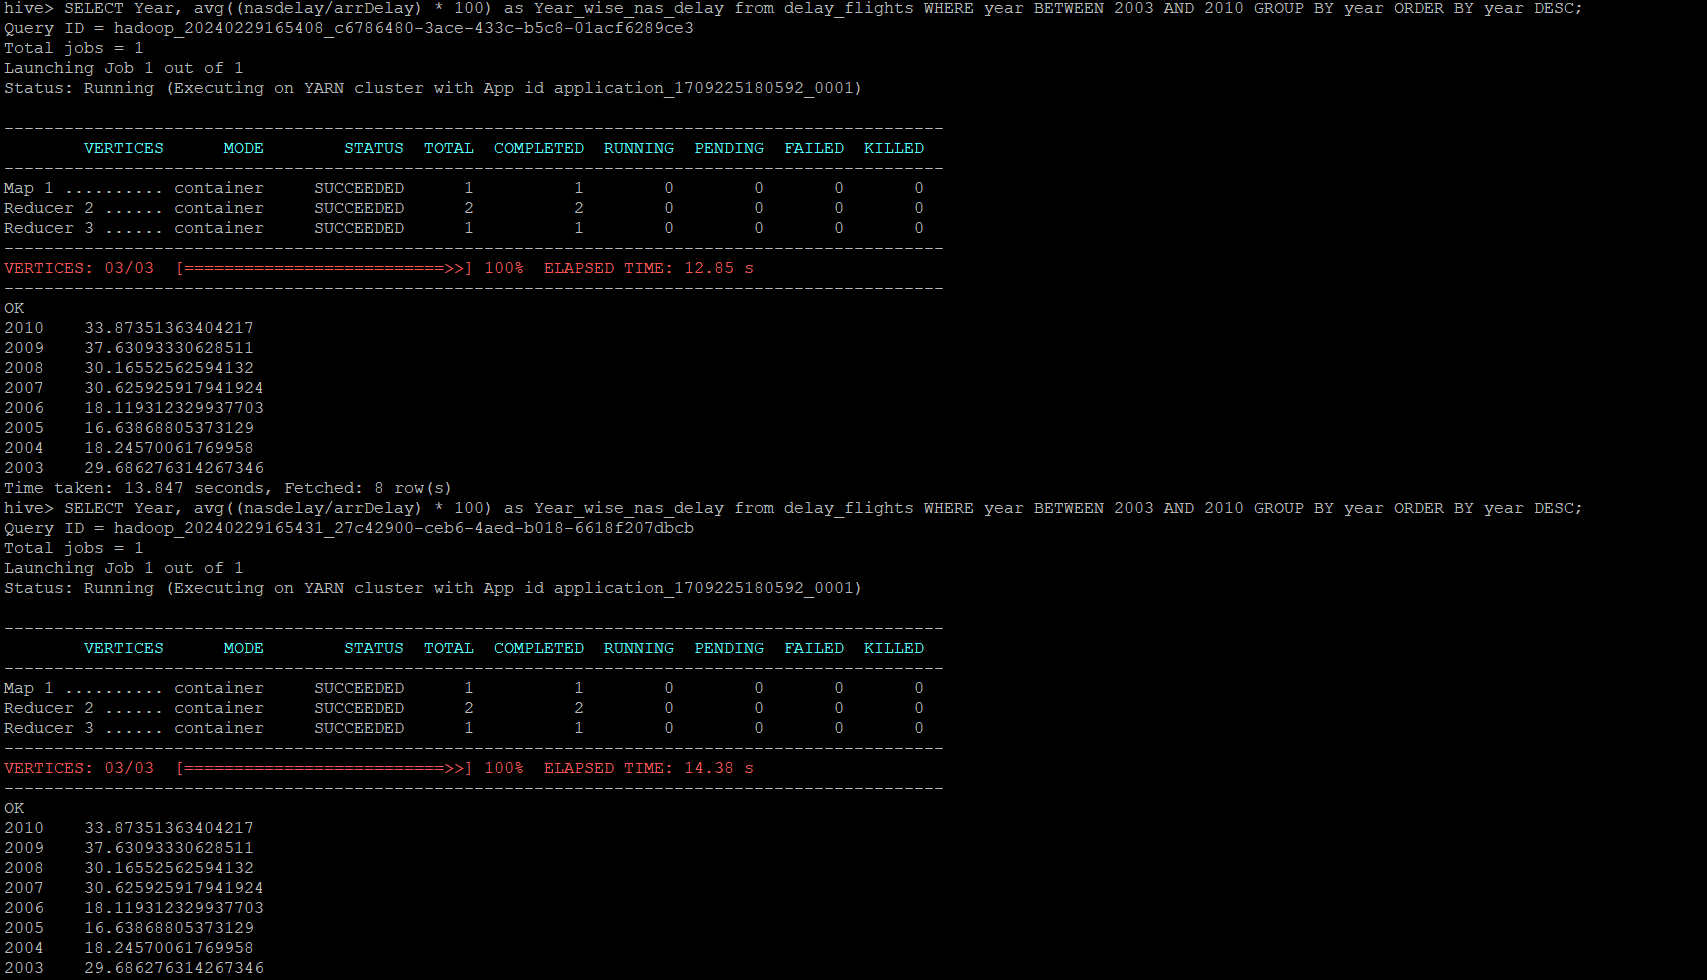 hive> SELECT Year, avg((nasdelay/arrDelay) * 100) as Year_wise_nas_delay from delay_flights WHERE year BETWEEN 2003 AND 2010 GROUP BY year ORDER BY year DESC;
Query ID = hadoop_20240229165408_c6786480-3ace-433c-b5c8-01acf6289ce3
Total jobs = 1
Launching Job 1 out of 1
Status: Running (Executing on YARN cluster with App id application_1709225180592_0001)

----------------------------------------------------------------------------------------------
        VERTICES      MODE        STATUS  TOTAL  COMPLETED  RUNNING  PENDING  FAILED  KILLED
----------------------------------------------------------------------------------------------
Map 1 .......... container     SUCCEEDED      1          1        0        0       0       0
Reducer 2 ...... container     SUCCEEDED      2          2        0        0       0       0
Reducer 3 ...... container     SUCCEEDED      1          1        0        0       0       0
----------------------------------------------------------------------------------------------
VERTICES: 03/03  [==========================>>] 100%  ELAPSED TIME: 12.85 s
----------------------------------------------------------------------------------------------
OK
2010    33.87351363404217
2009    37.63093330628511
2008    30.16552562594132
2007    30.625925917941924
2006    18.119312329937703
2005    16.63868805373129
2004    18.24570061769958
2003    29.686276314267346
Time taken: 13.847 seconds, Fetched: 8 row(s)
hive> SELECT Year, avg((nasdelay/arrDelay) * 100) as Year_wise_nas_delay from delay_flights WHERE year BETWEEN 2003 AND 2010 GROUP BY year ORDER BY year DESC;
Query ID = hadoop_20240229165431_27c42900-ceb6-4aed-b018-6618f207dbcb
Total jobs = 1
Launching Job 1 out of 1
Status: Running (Executing on YARN cluster with App id application_1709225180592_0001)

----------------------------------------------------------------------------------------------
        VERTICES      MODE        STATUS  TOTAL  COMPLETED  RUNNING  PENDING  FAILED  KILLED
----------------------------------------------------------------------------------------------
Map 1 .......... container     SUCCEEDED      1          1        0        0       0       0
Reducer 2 ...... container     SUCCEEDED      2          2        0        0       0       0
Reducer 3 ...... container     SUCCEEDED      1          1        0        0       0       0
----------------------------------------------------------------------------------------------
VERTICES: 03/03  [==========================>>] 100%  ELAPSED TIME: 14.38 s
----------------------------------------------------------------------------------------------
OK
2010    33.87351363404217
2009    37.63093330628511
2008    30.16552562594132
2007    30.625925917941924
2006    18.119312329937703
2005    16.63868805373129
2004    18.24570061769958
2003    29.686276314267346